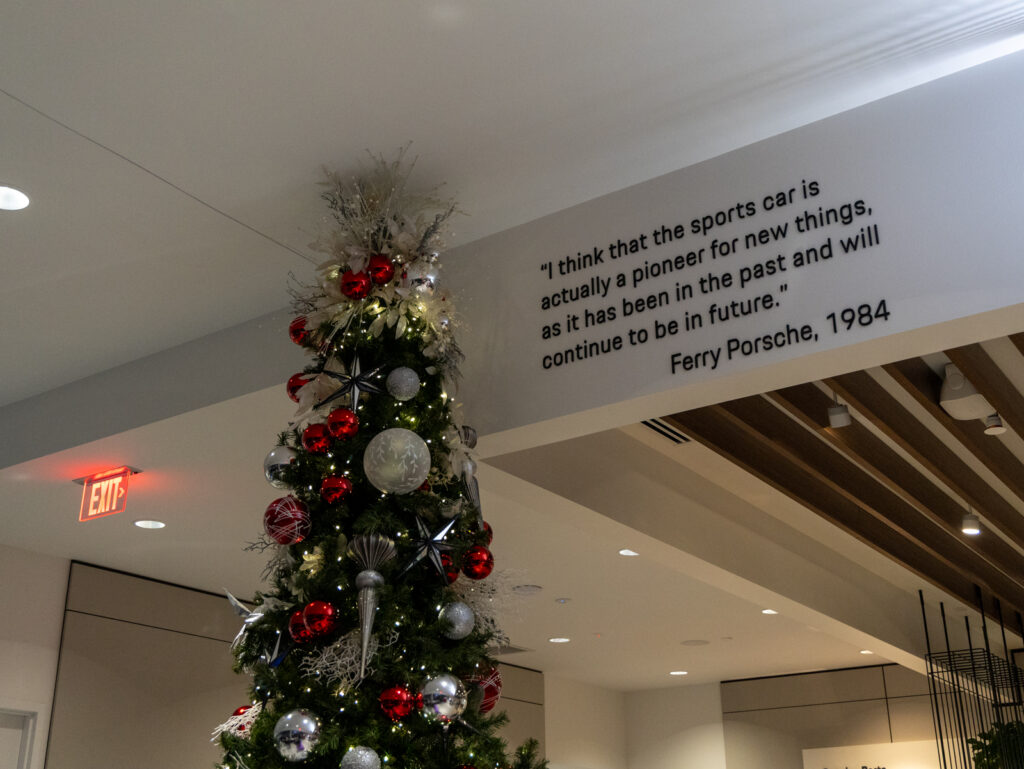 “I think that the sports car is
actually a pioneer for new things,
as it has been in the past and will
continue to be in future.”
Ferry Porsche, 1984
EXIT